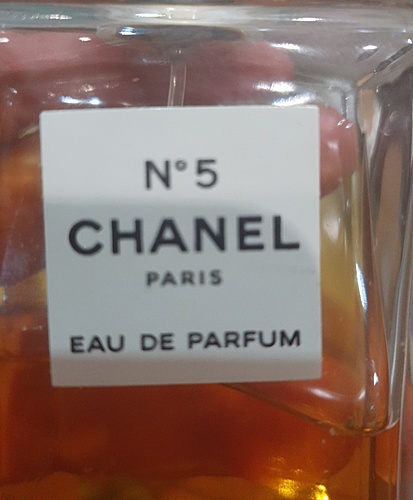 N°5
CHANEL
PARIS
EAU DE PARFUM